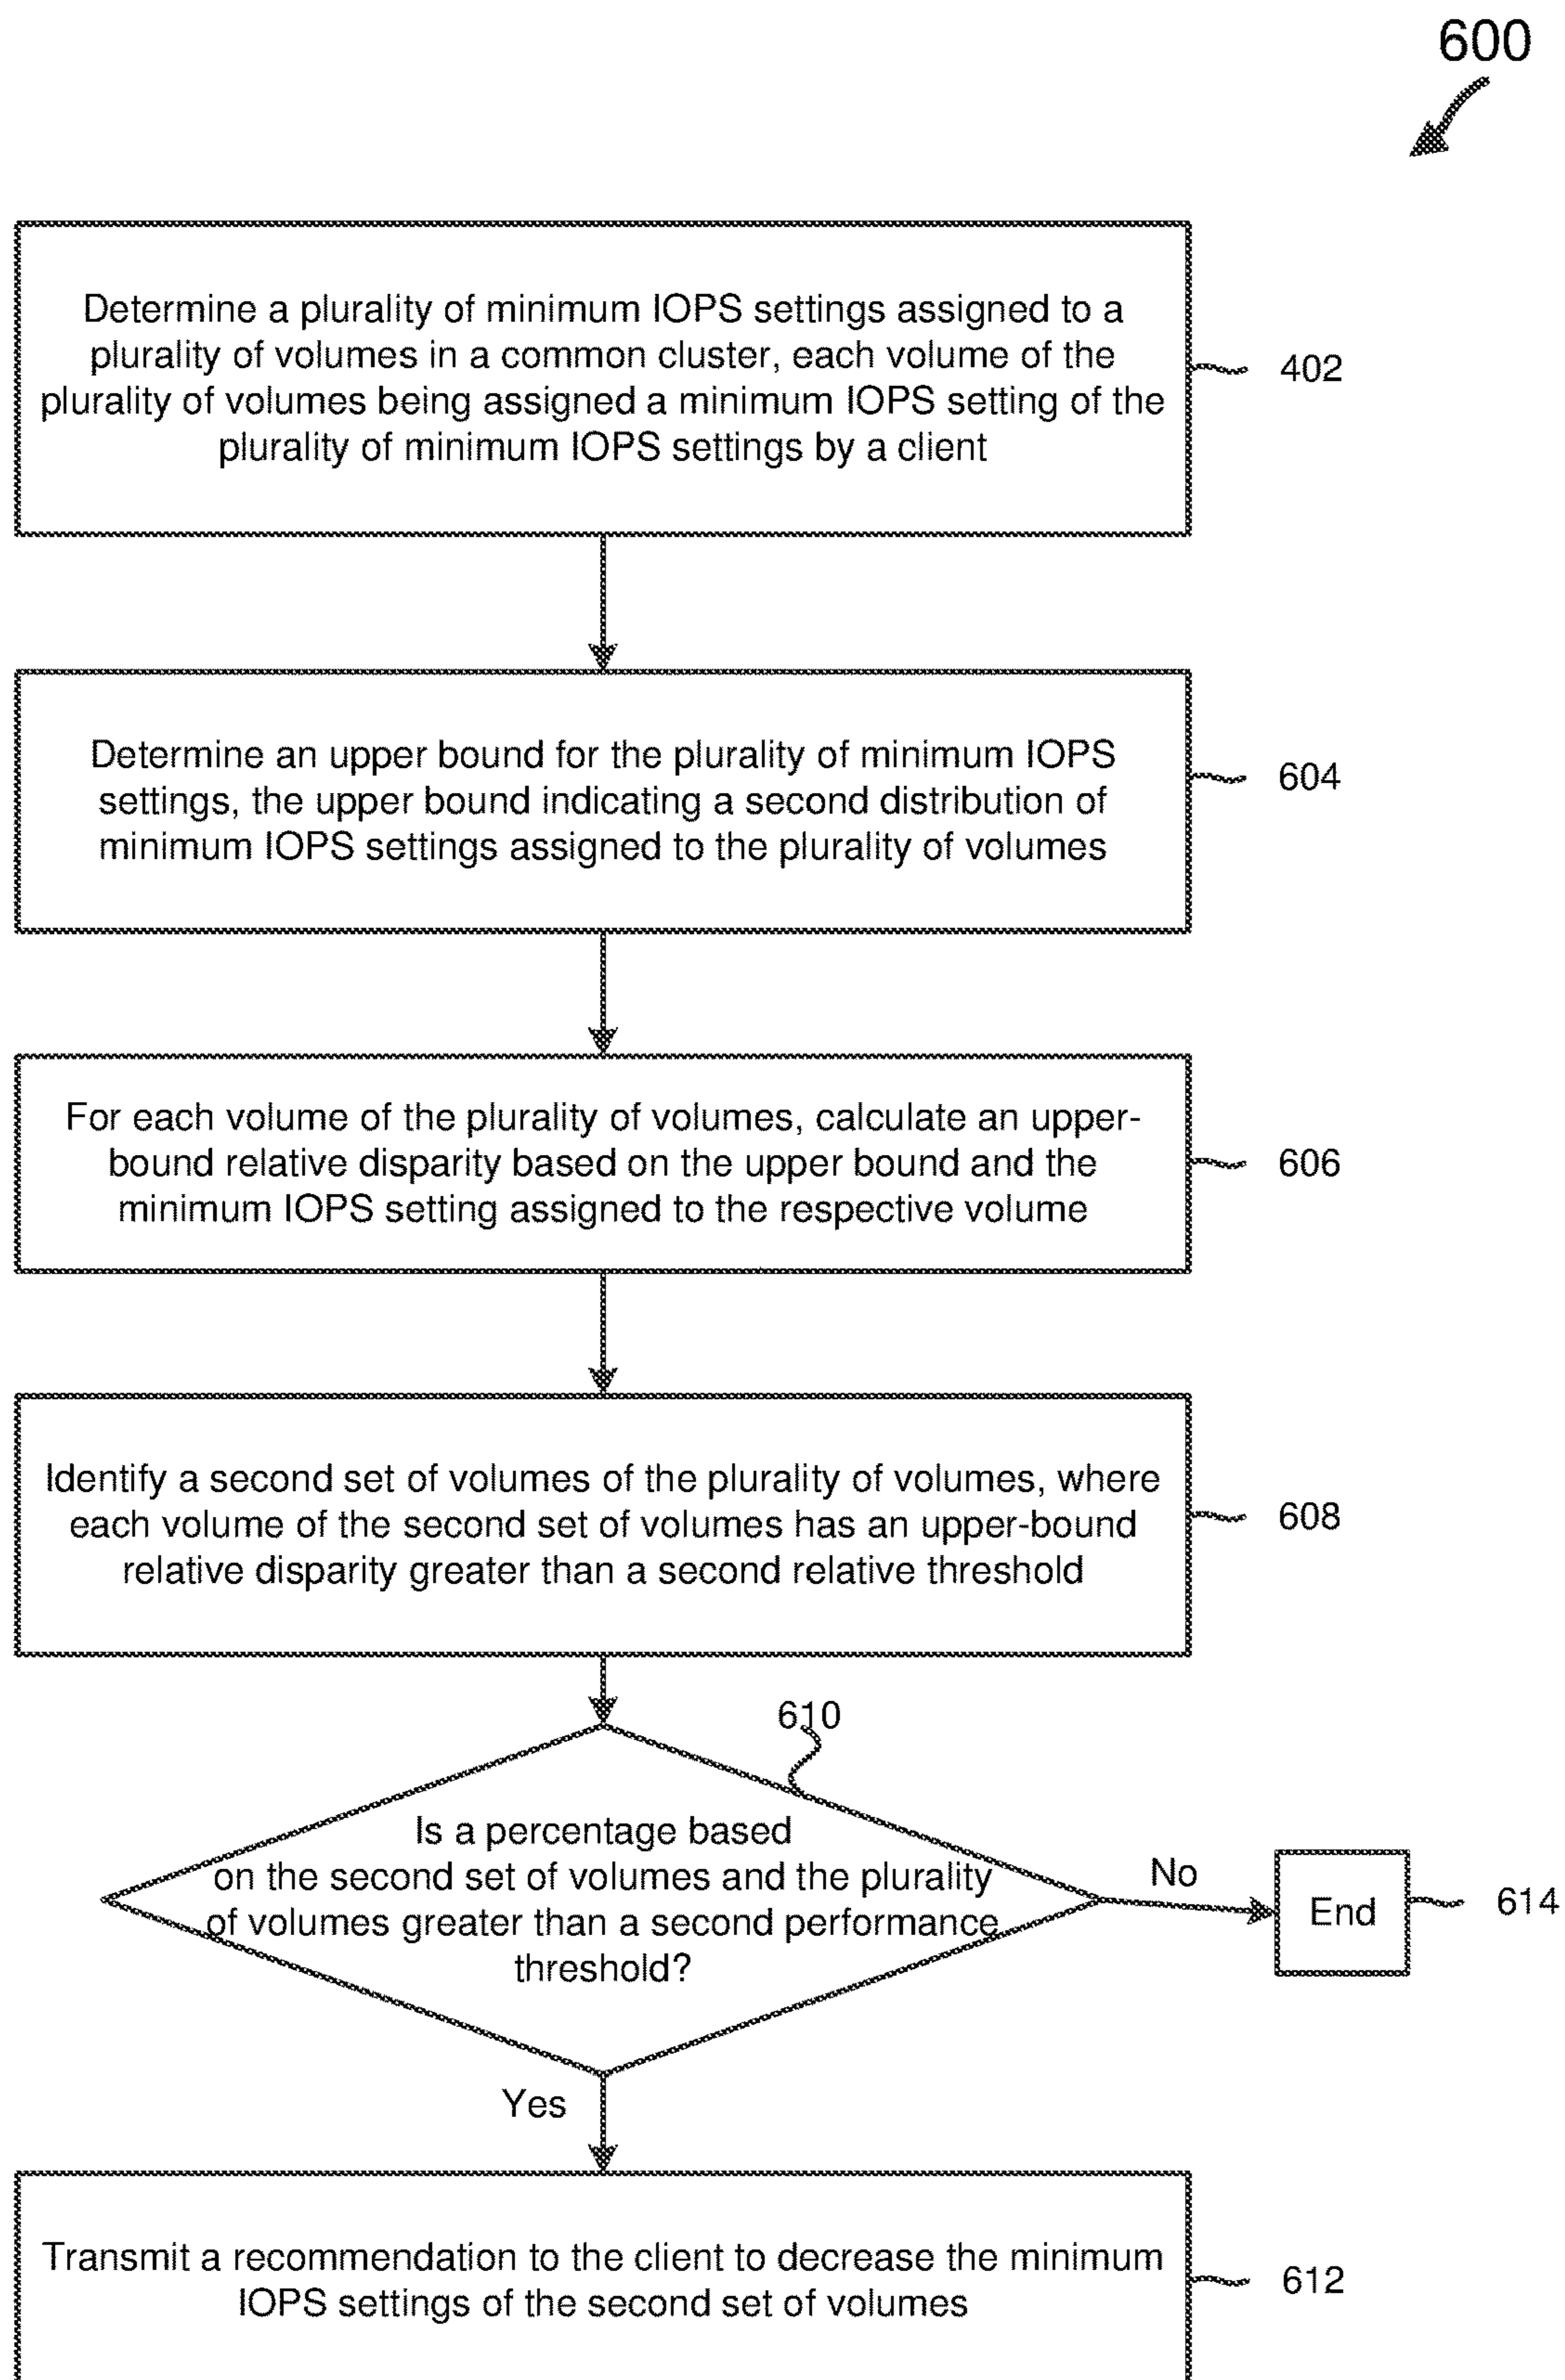 600
Determine a plurality of minimum IOPS settings assigned to a
plurality of volumes in a common cluster, each volume of the
plurality of volumes being assigned a minimum IOPS setting of the
plurality of minimum IOPS settings by a client
402
Determine an upper bound for the plurality of minimum IOPS
settings, the upper bound indicating a second distribution of
minimum IOPS settings assigned to the plurality of volumes
604
For each volume of the plurality of volumes, calculate an upper-
bound relative disparity based on the upper bound and the
minimum IOPS setting assigned to the respective volume
606
Identify a second set of volumes of the plurality of volumes, where
each volume of the second set of volumes has an upper-bound
relative disparity greater than a second relative threshold
608
610
Is a percentage based
on the second set of volumes and the plurality
of volumes greater than a second performance
threshold?
No
End
614
Yes
Transmit a recommendation to the client to decrease the minimum
IOPS settings of the second set of volumes
612